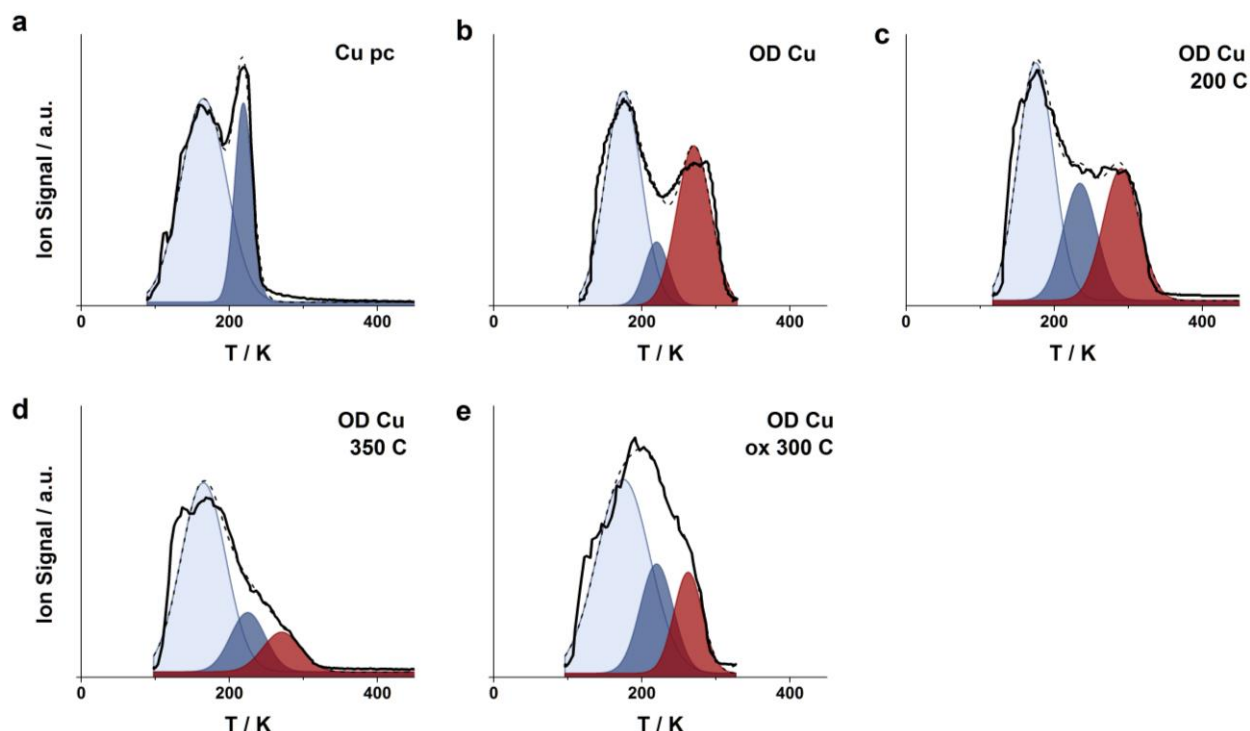 a
Cu pc
Ion Signal / a.u.
0 200 400
T / K
b
OD Cu
0 200 400
T / K
c
OD Cu
200 C
0 200 400
T / K
d
OD Cu
350 C
Ion Signal / a.u.
0 200 400
T / K
e
OD Cu
ox 300 C
0 200 400
T / K